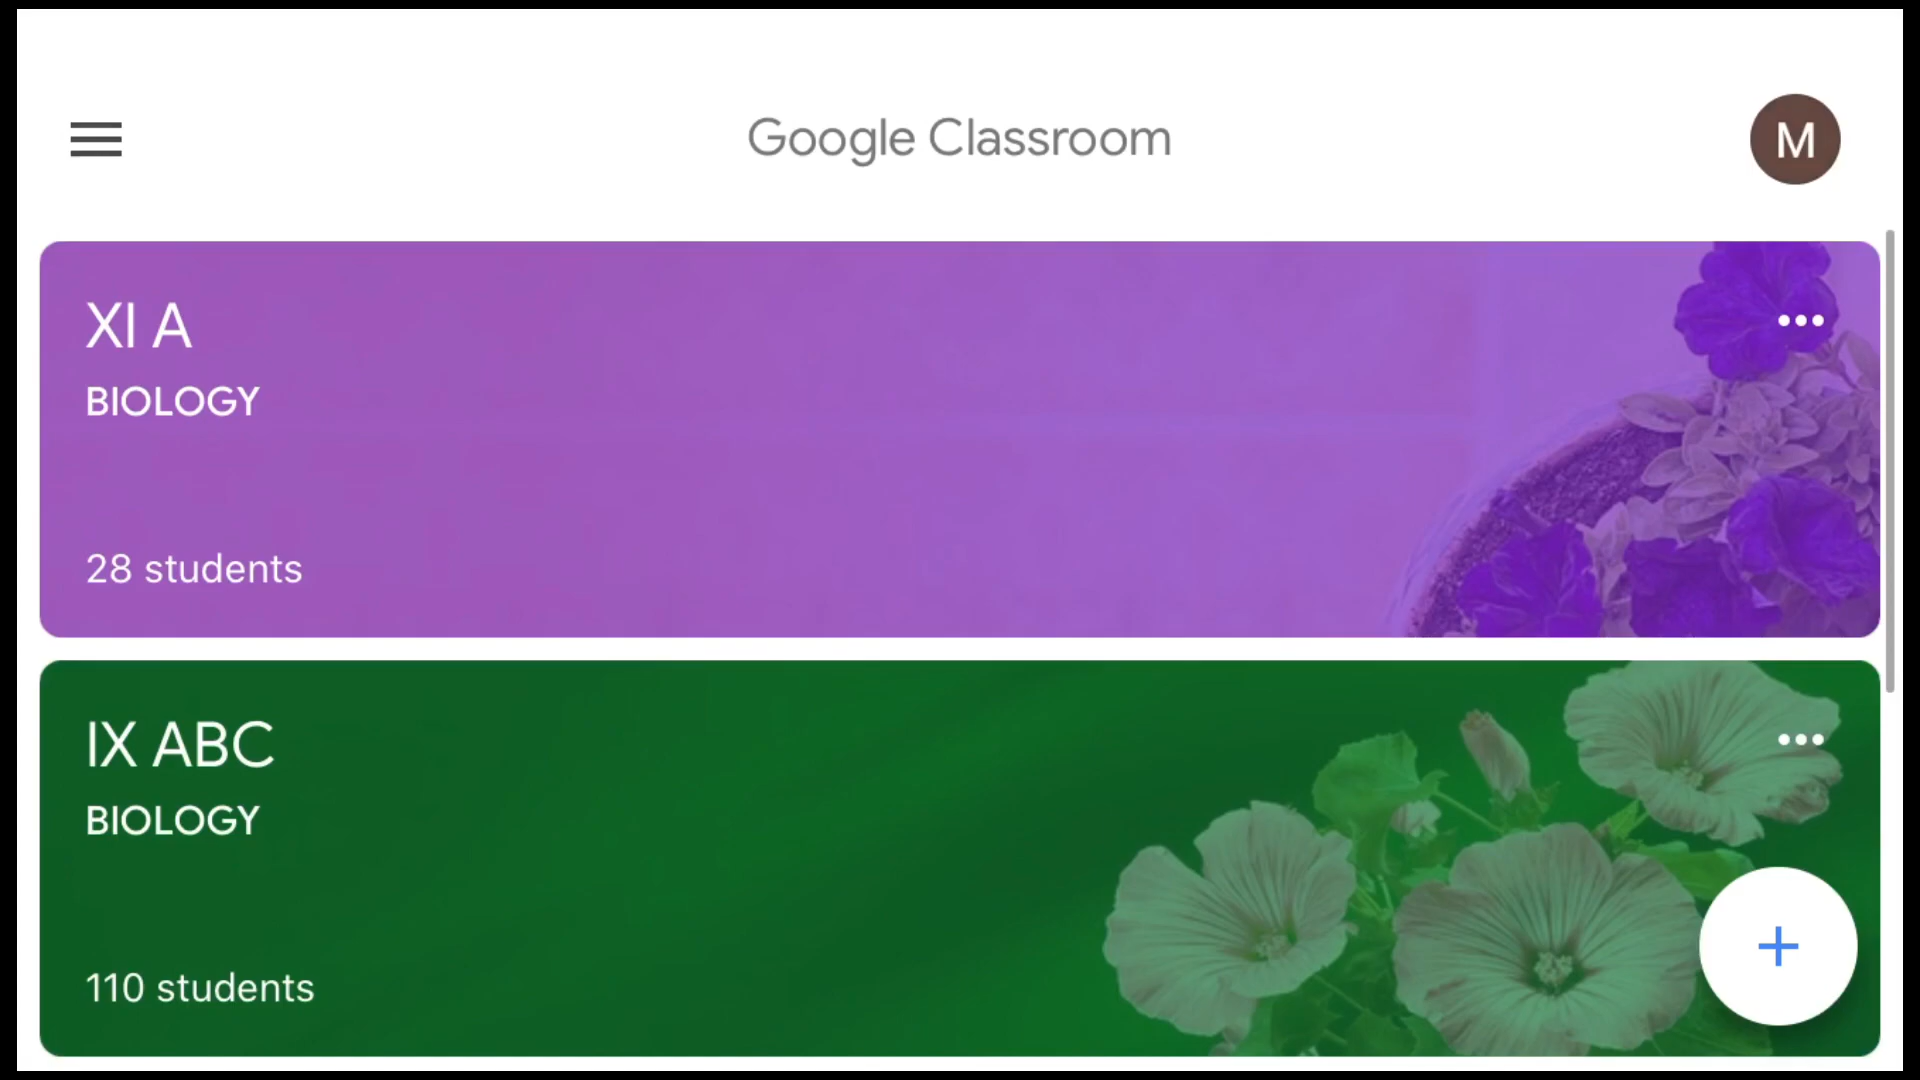 Google Classroom
M
XI A
BIOLOGY
28 students
IX ABC
BIOLOGY
110 students